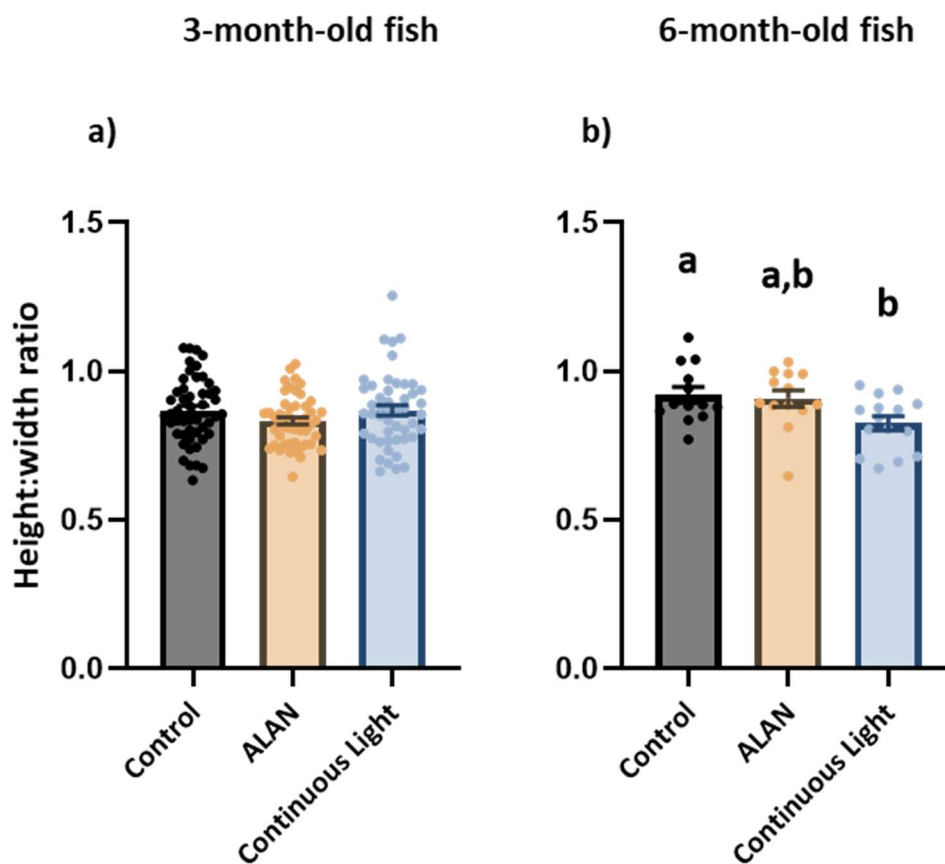 3-month-old fish
6-month-old fish
a)
b)
1.5
1.0
0.5
0.0
Height:width ratio
Control
ALAN
Continuous Light
1.5
1.0
0.5
0.0
a
a,b
b
Control
ALAN
Continuous Light